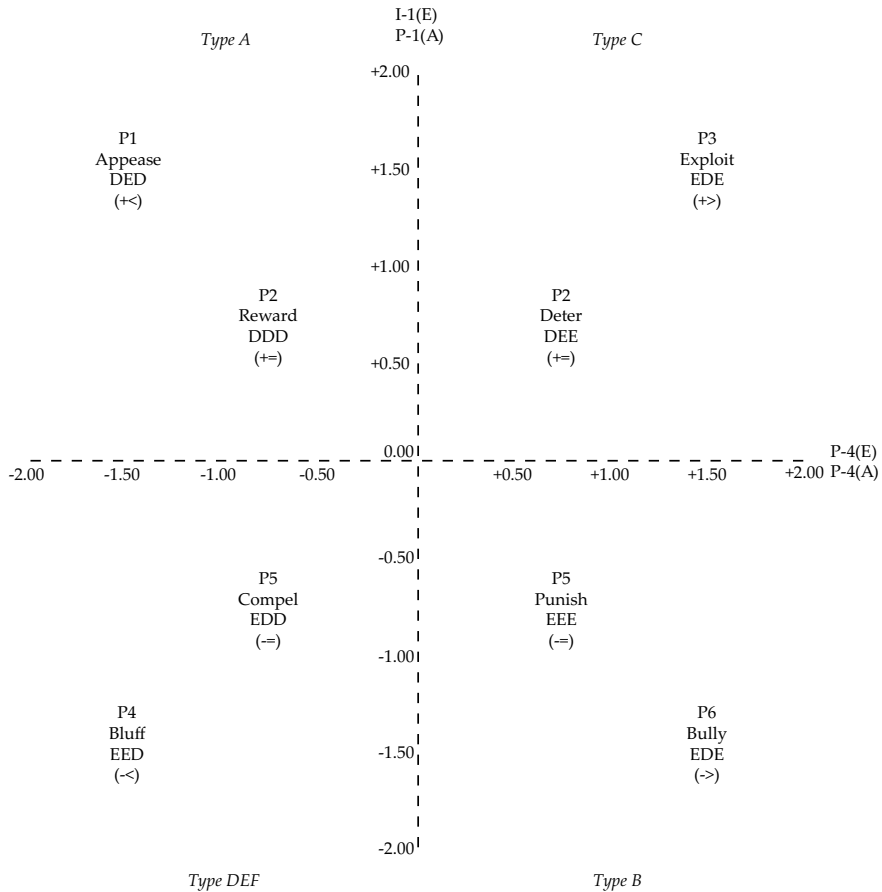 I-1(E)
P-1(A)
Type A
Type C
+2.00
P1
Appease
DED
(+<)
+1.50
P3
Exploit
EDE
(+>)
+1.00
P2
Reward
DDD
(+=)
P2
Deter
DEE
(+=)
+0.50
0.00
P-4(E)
-2.00 -1.50 -1.00 -0.50 +0.50 +1.00 +1.50 +2.00 P-4(A)
-0.50
P5
Compel
EDD
(-=)
P5
Punish
EEE
(-=)
-1.00
P4
Bluff
EED
(-<)
-1.50
P6
Bully
EDE
(->)
-2.00
Type DEF
Type B